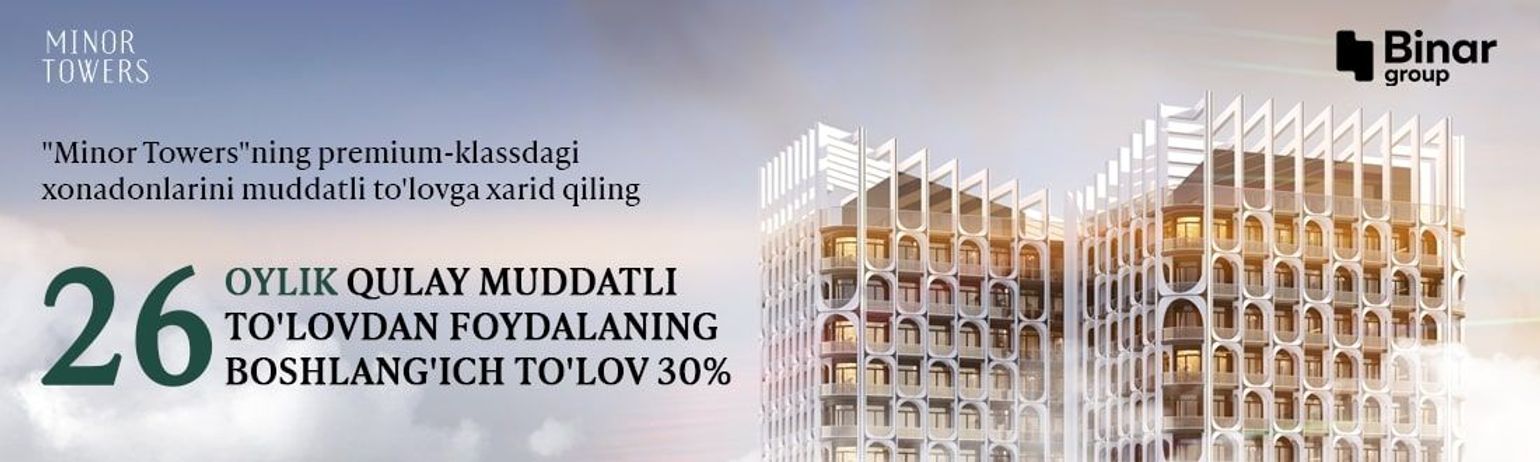 MINOR
TOWERS
Binar
group
"Minor Towers"ning premium-klassdagi
xonadonlarini muddatli to'lovga xarid qiling
26 OYLIK QULAY MUDDATLI
TO'LOVDAN FOYDALANING
BOSHLANG'ICH TO'LOV 30%